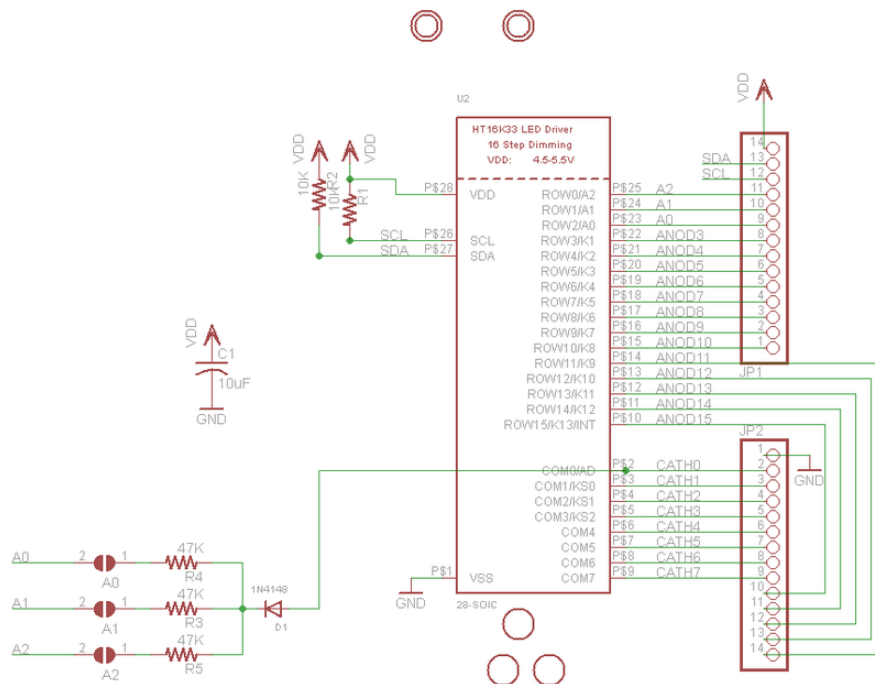 U2
HT16K33 LED Driver
16 Step Dimming
VDD: 4.5-5.5V
VDD
VDD
10K
R2
10K
R1
SCL
SDA
P$28
P$26
P$27
VDD
SCL
SDA
VSS
P$1
GND
28-SOIC
ROW0/A2 P$25 A2
ROW1/A1 P$24 A1
ROW2/A0 P$23 A0
ROW3/K1 P$22 ANOD3
ROW4/K2 P$21 ANOD4
ROW5/K3 P$20 ANOD5
ROW6/K4 P$19 ANOD6
ROW7/K5 P$18 ANOD7
ROW8/K6 P$17 ANOD8
ROW9/K7 P$16 ANOD9
ROW10/K8 P$15 ANOD10
ROW11/K9 P$14 ANOD11
ROW12/K10 P$13 ANOD12
ROW13/K11 P$12 ANOD13
ROW14/K12 P$11 ANOD14
ROW15/K13/INT P$10 ANOD15
COM0/AD P$2 CATH0
COM1/KS0 P$3 CATH1
COM2/KS1 P$4 CATH2
COM3/KS2 P$5 CATH3
COM4 P$6 CATH4
COM5 P$7 CATH5
COM6 P$8 CATH6
COM7 P$9 CATH7
VDD
SDA
SCL
14
13
12
11
10
9
8
7
6
5
4
3
2
1
JP1
JP2
1
2
3
4
5
6
7
8
9
10
11
12
13
14
GND
VDD
C1
10uF
GND
A0 2 1 47K
A0 R4
A1 2 1 47K
A1 R3
A2 2 1 47K
A2 R5
1N4148
D1